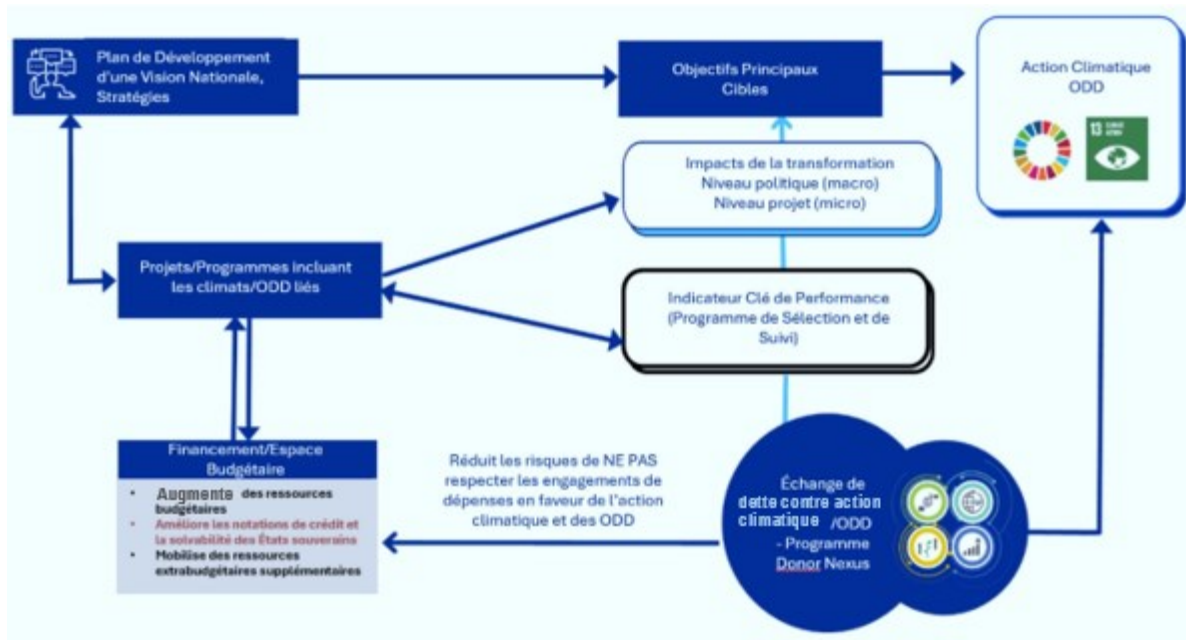 Plan de Développement
d'une Vision Nationale,
Stratégies
Objectifs Principaux
Cibles
Action Climatique
ODD
13 CLIMATE
ACTION
Impacts de la transformation
Niveau politique (macro)
Niveau projet (micro)
Projets/Programmes incluant
les climats/ODD liés
Indicateur Clé de Performance
(Programme de Sélection et de
Suivi)
Financement/Espace
Budgétaire
• Augmente des ressources
budgétaires
• Améliore les notations de crédit et
la solvabilité des États souverains
• Mobilise des ressources
extrabudgétaires supplémentaires
Réduit les risques de NE PAS
respecter les engagements de
dépenses en faveur de l'action
climatique et des ODD
Échange de
dette contre action
climatique /ODD
- Programme
Donor Nexus